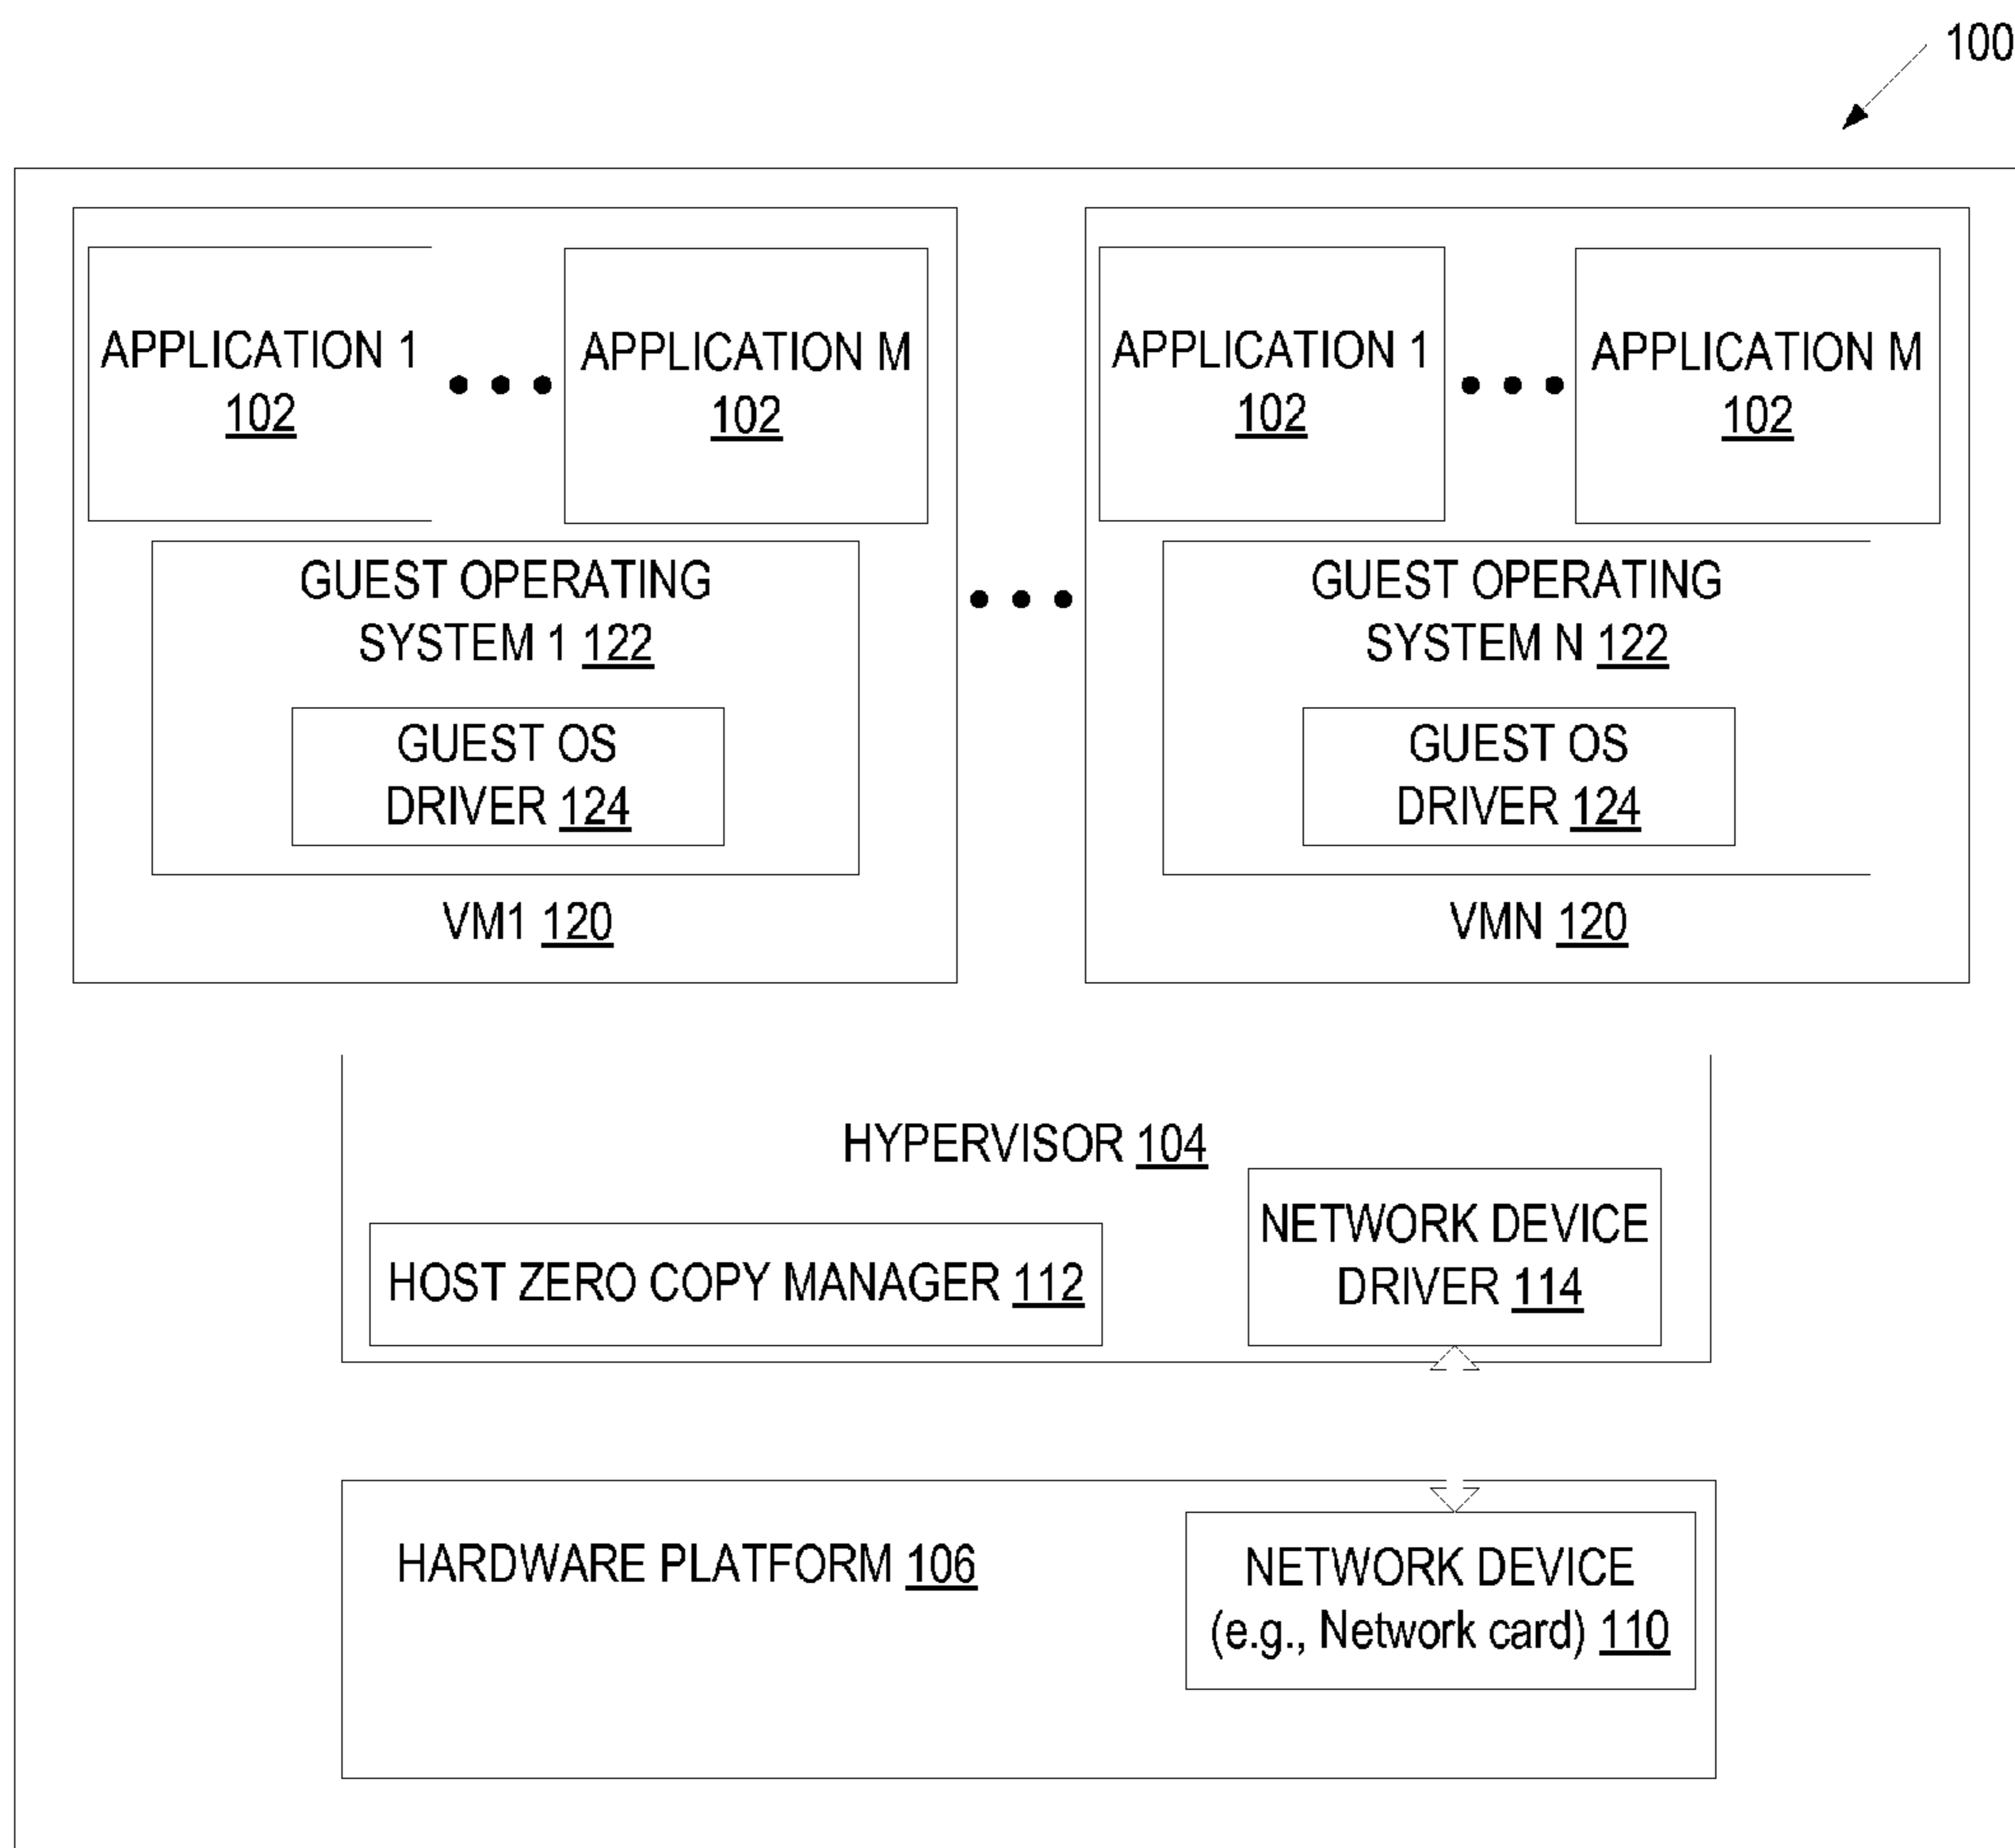 100
APPLICATION 1
102
APPLICATION M
102
APPLICATION 1
102
APPLICATION M
102
GUEST OPERATING
SYSTEM 1 122
GUEST OS
DRIVER 124
VM1 120
GUEST OPERATING
SYSTEM N 122
GUEST OS
DRIVER 124
VMN 120
HYPERVISOR 104
HOST ZERO COPY MANAGER 112
NETWORK DEVICE
DRIVER 114
HARDWARE PLATFORM 106
NETWORK DEVICE
(e.g., Network card) 110